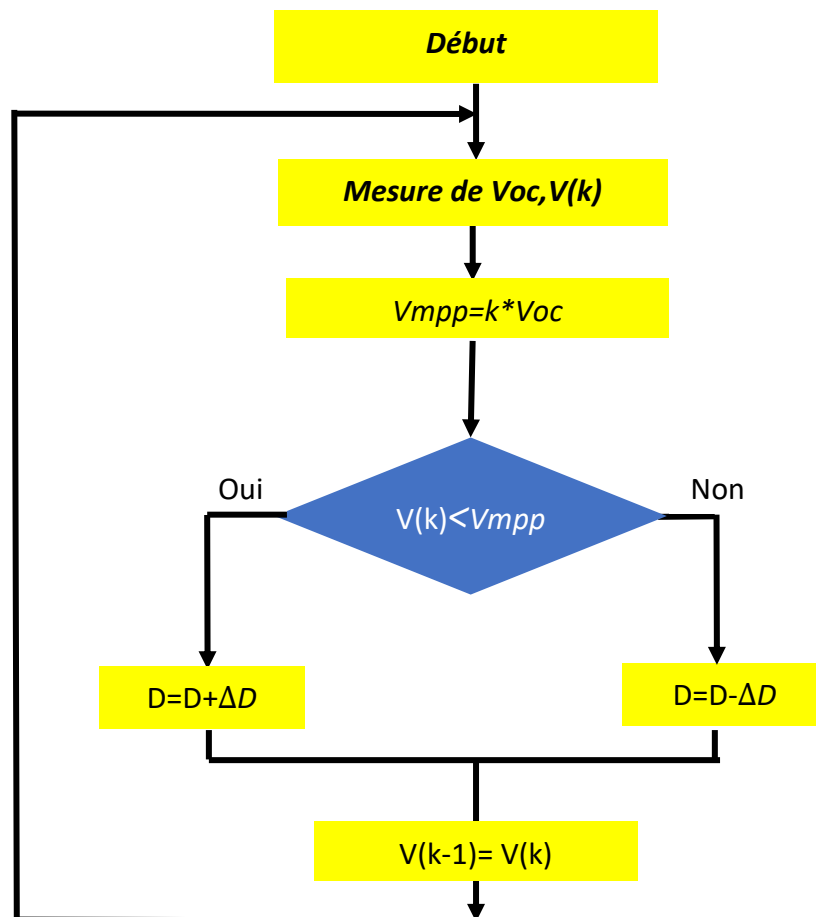 Début
Mesure de Voc,V(k)
Vmpp=k*Voc
Oui
Non
V(k)<Vmpp
D=D+ΔD
D=D-ΔD
V(k-1)= V(k)